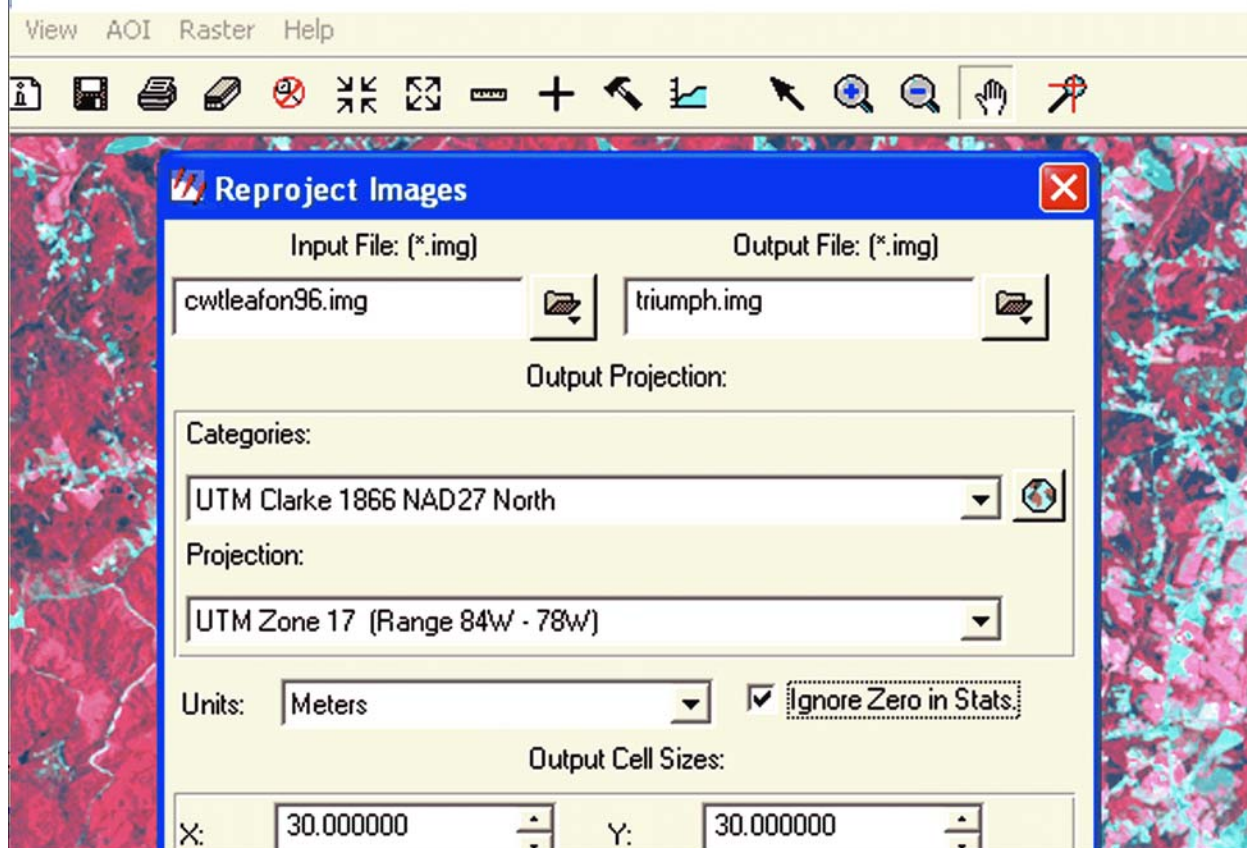 View AOI Raster Help
Reproject Images
Input File: (*.img) Output File: (*.img)
cwtleafon96.img triumph.img
Output Projection:
Categories:
UTM Clarke 1866 NAD27 North
Projection:
UTM Zone 17 (Range 84W - 78W)
Units: Meters Ignore Zero in Stats.
Output Cell Sizes:
X: 30.000000 Y: 30.000000